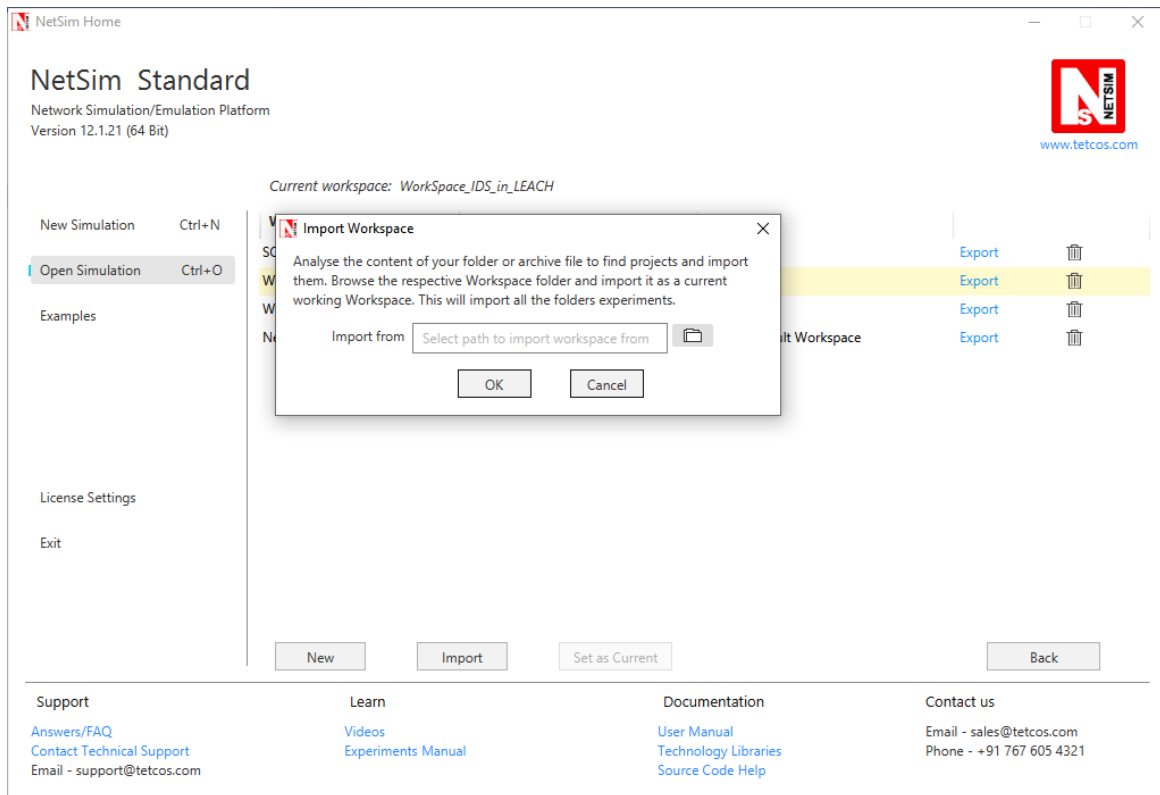 NetSim Home
NetSim Standard
Network Simulation/Emulation Platform
Version 12.1.21 (64 Bit)
NETSIM
www.tetcos.com
Current workspace: WorkSpace_IDS_in_LEACH
New Simulation Ctrl+N
Open Simulation Ctrl+O
Examples
License Settings
Exit
Import Workspace
Analyse the content of your folder or archive file to find projects and import
them. Browse the respective Workspace folder and import it as a current
working Workspace. This will import all the folders experiments.
Import from Select path to import workspace from
OK Cancel
Export
Export
Export
Workspace Export
New Import Set as Current Back
Support Learn Documentation Contact us
Answers/FAQ Videos User Manual Email - sales@tetcos.com
Contact Technical Support Experiments Manual Technology Libraries Phone - +91 767 605 4321
Email - support@tetcos.com Source Code Help